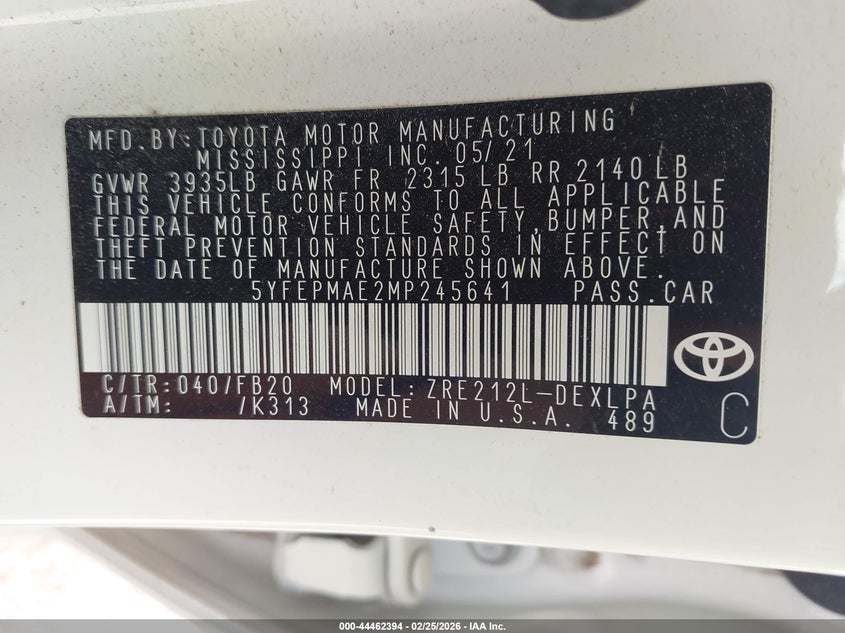 MFD.BY:TOYOTA MOTOR MANUFACTURING
MISSISSIPPI INC. 05/21
GVWR 3935LB GAWR FR 2315 LB RR 2140 LB
THIS VEHICLE CONFORMS TO ALL APPLICABLE
FEDERAL MOTOR VEHICLE SAFETY,BUMPER,AND
THEFT PREVENTION STANDARDS IN EFFECT ON
THE DATE OF MANUFACTURE SHOWN ABOVE.
5YFEPMAE2MP245641 PASS.CAR
C/TR:040/FB20 MODEL:ZRE212L-DEXLPA
A/TM: /K313 MADE IN U.S.A. 489
C
000-44462394 - 02/25/2026 - IAA Inc.